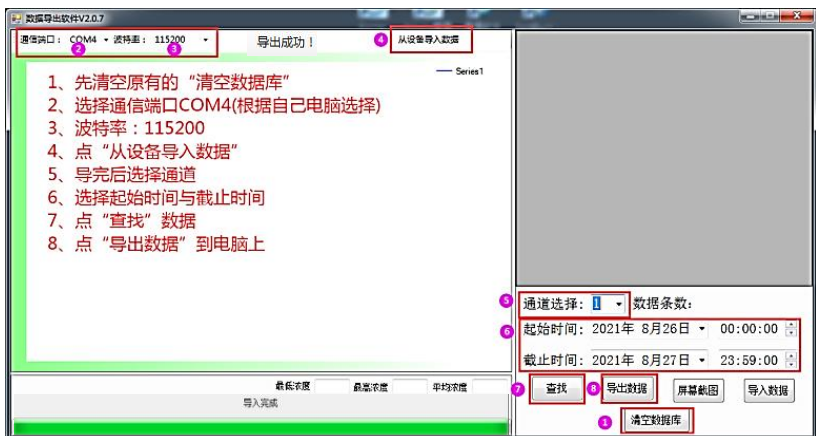 数据导出软件V2.0.7
通信端口： COM4 波特率： 115200 导出成功！ 4 从设备导入数据
2 3
Series1
1、先清空原有的“清空数据库”
2、选择通信端口COM4(根据自己电脑选择)
3、波特率：115200
4、点“从设备导入数据”
5、导完后选择通道
6、选择起始时间与截止时间
7、点“查找”数据
8、点“导出数据”到电脑上
5 通道选择: 1 数据条数:
6 起始时间: 2021年 8月26日 00:00:00
截止时间: 2021年 8月27日 23:59:00
最低浓度 最高浓度 平均浓度
导入完成
7 查找 8 导出数据 屏幕截图 导入数据
1 清空数据库